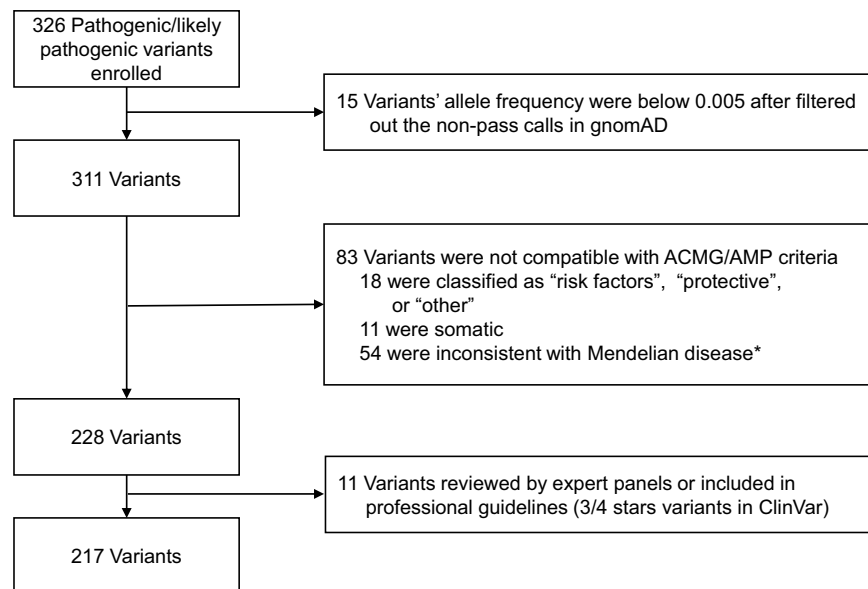 326 Pathogenic/likely
pathogenic variants
enrolled
15 Variants’ allele frequency were below 0.005 after filtered
out the non-pass calls in gnomAD
311 Variants
83 Variants were not compatible with ACMG/AMP criteria
18 were classified as “risk factors”, “protective”,
or “other”
11 were somatic
54 were inconsistent with Mendelian disease*
228 Variants
11 Variants reviewed by expert panels or included in
professional guidelines (3/4 stars variants in ClinVar)
217 Variants